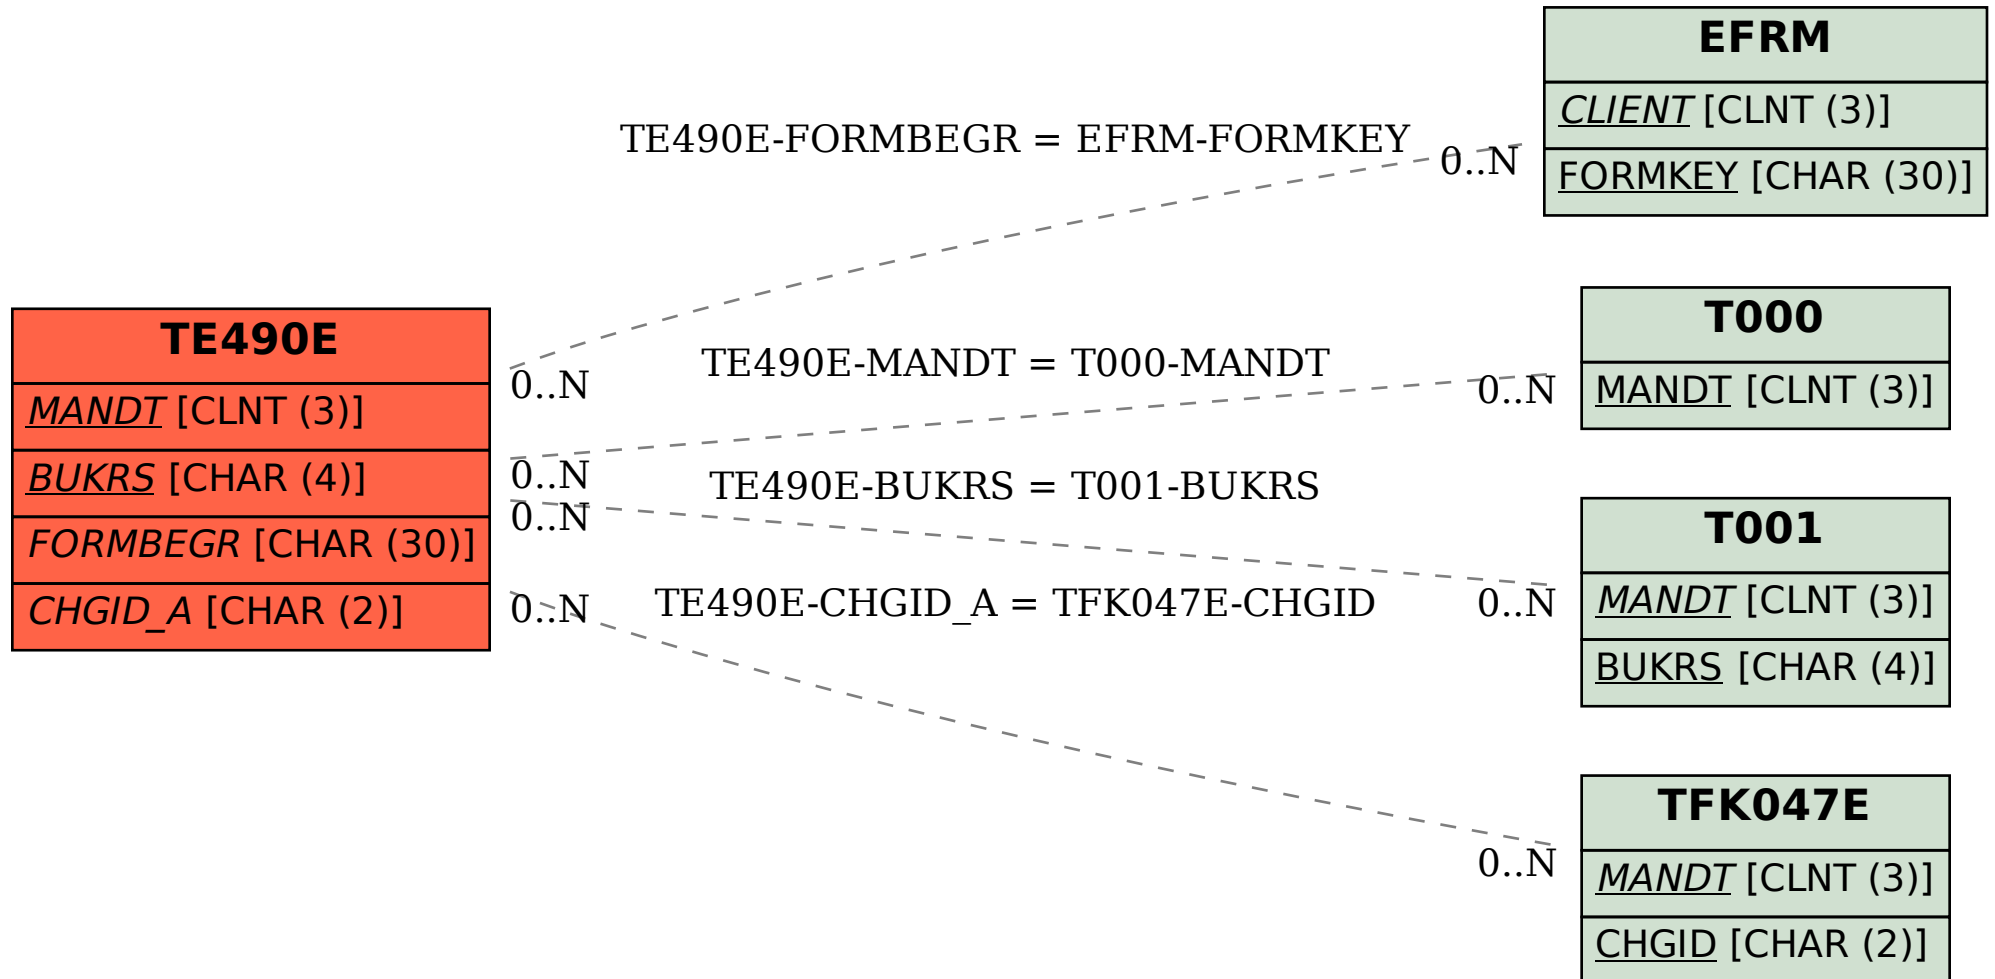 EFRM
CLIENT [CLNT (3)]
FORMKEY [CHAR (30)]
TE490E-FORMBEGR = EFRM-FORMKEY
0..N
0..N
TE490E
MANDT [CLNT (3)]
BUKRS [CHAR (4)]
FORMBEGR [CHAR (30)]
CHGID_A [CHAR (2)]
T000
MANDT [CLNT (3)]
TE490E-MANDT = T000-MANDT
0..N
0..N
TE490E-BUKRS = T001-BUKRS
0..N
0..N
T001
MANDT [CLNT (3)]
BUKRS [CHAR (4)]
TE490E-CHGID_A = TFK047E-CHGID
0..N
0..N
TFK047E
MANDT [CLNT (3)]
CHGID [CHAR (2)]